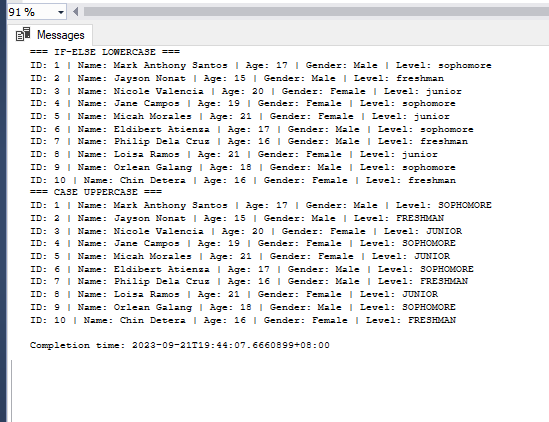 91 %
Messages
=== IF-ELSE LOWERCASE ===
ID: 1 | Name: Mark Anthony Santos | Age: 17 | Gender: Male | Level: sophomore
ID: 2 | Name: Jayson Nonat | Age: 15 | Gender: Male | Level: freshman
ID: 3 | Name: Nicole Valencia | Age: 20 | Gender: Female | Level: junior
ID: 4 | Name: Jane Campos | Age: 19 | Gender: Female | Level: sophomore
ID: 5 | Name: Micah Morales | Age: 21 | Gender: Female | Level: junior
ID: 6 | Name: Eldibert Atienza | Age: 17 | Gender: Male | Level: sophomore
ID: 7 | Name: Philip Dela Cruz | Age: 16 | Gender: Male | Level: freshman
ID: 8 | Name: Loisa Ramos | Age: 21 | Gender: Female | Level: junior
ID: 9 | Name: Orlean Galang | Age: 18 | Gender: Male | Level: sophomore
ID: 10 | Name: Chin Detera | Age: 16 | Gender: Female | Level: freshman
=== CASE UPPERCASE ===
ID: 1 | Name: Mark Anthony Santos | Age: 17 | Gender: Male | Level: SOPHOMORE
ID: 2 | Name: Jayson Nonat | Age: 15 | Gender: Male | Level: FRESHMAN
ID: 3 | Name: Nicole Valencia | Age: 20 | Gender: Female | Level: JUNIOR
ID: 4 | Name: Jane Campos | Age: 19 | Gender: Female | Level: SOPHOMORE
ID: 5 | Name: Micah Morales | Age: 21 | Gender: Female | Level: JUNIOR
ID: 6 | Name: Eldibert Atienza | Age: 17 | Gender: Male | Level: SOPHOMORE
ID: 7 | Name: Philip Dela Cruz | Age: 16 | Gender: Male | Level: FRESHMAN
ID: 8 | Name: Loisa Ramos | Age: 21 | Gender: Female | Level: JUNIOR
ID: 9 | Name: Orlean Galang | Age: 18 | Gender: Male | Level: SOPHOMORE
ID: 10 | Name: Chin Detera | Age: 16 | Gender: Female | Level: FRESHMAN
Completion time: 2023-09-21T19:44:07.6660899+08:00